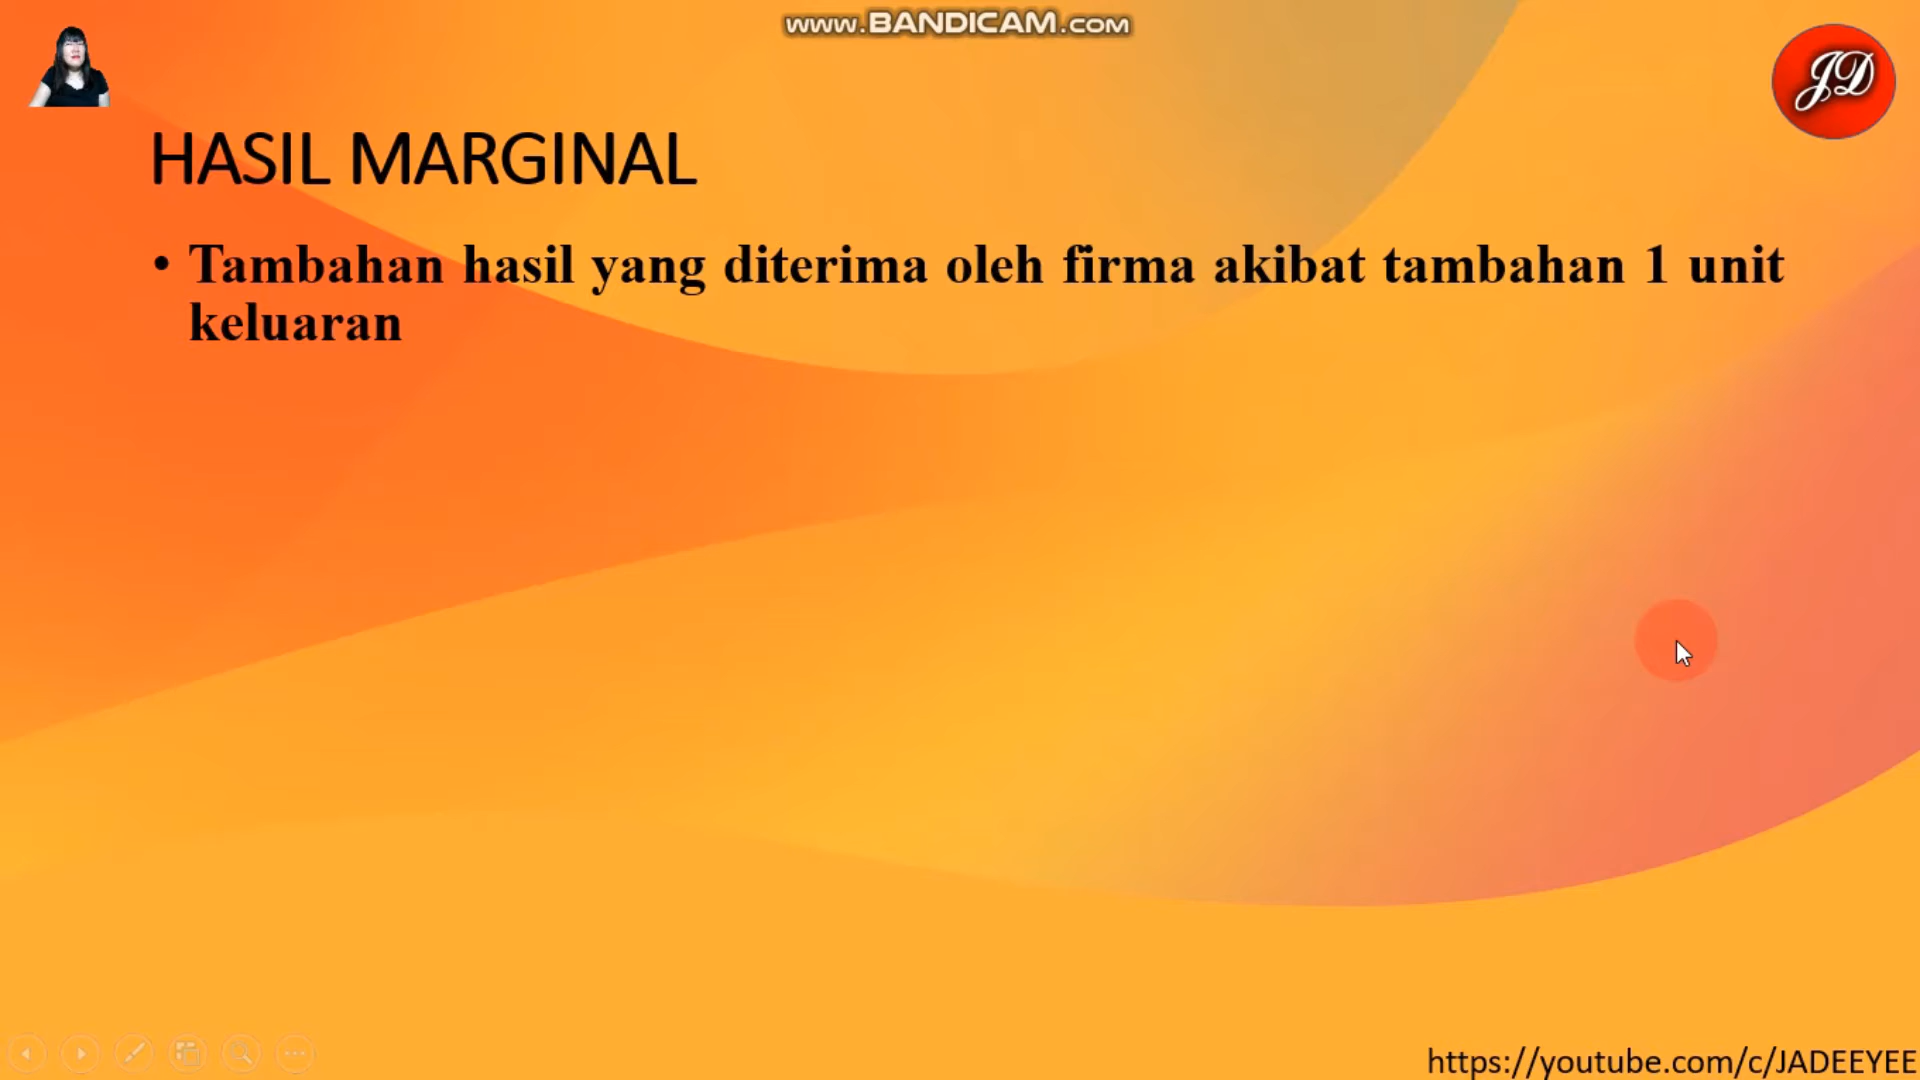 www.BANDICAM.com
JD
HASIL MARGINAL
• Tambahan hasil yang diterima oleh firma akibat tambahan 1 unit
keluaran
https://youtube.com/c/JADEEYEE